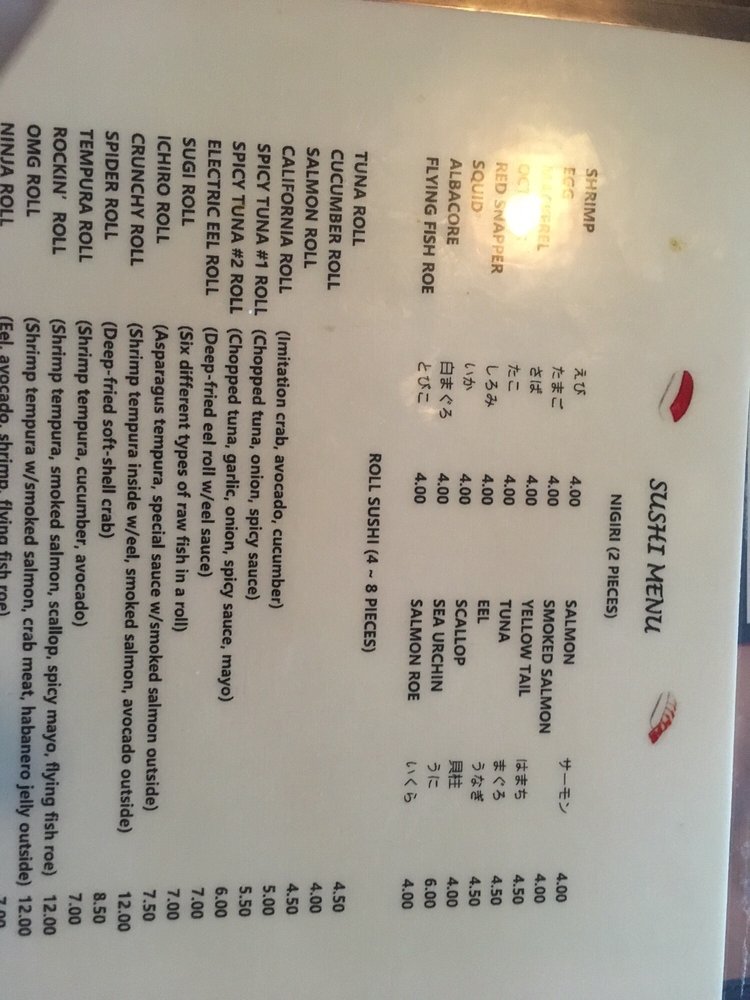 SUSHI MENU
NIGIRI (2 PIECES)
SHRIMP えび 4.00 SALMON サーモン 4.00
EGG たまご 4.00 SMOKED SALMON 4.00
MACKEREL さば 4.00 YELLOW TAIL はまち 4.50
たこ 4.00 TUNA まぐろ 4.50
RED SNAPPER しろみ 4.00 EEL うなぎ 4.50
SQUID いか 4.00 SCALLOP 貝柱 4.00
ALBACORE 白まぐろ 4.00 SEA URCHIN うに 6.00
FLYING FISH ROE とびこ 4.00 SALMON ROE いくら 4.00
ROLL SUSHI (4 ~ 8 PIECES)
TUNA ROLL 4.50
CUCUMBER ROLL 4.00
SALMON ROLL 4.50
CALIFORNIA ROLL (Imitation crab, avocado, cucumber) 5.00
SPICY TUNA #1 ROLL (Chopped tuna, onion, spicy sauce) 5.50
SPICY TUNA #2 ROLL (Chopped tuna, garlic, onion, spicy sauce, mayo) 6.00
ELECTRIC EEL ROLL (Deep-fried eel roll w/eel sauce) 7.00
SUGI ROLL (Six different types of raw fish in a roll) 7.00
ICHIRO ROLL (Asparagus tempura, special sauce w/smoked salmon outside) 7.50
CRUNCHY ROLL (Shrimp tempura inside w/eel, smoked salmon, avocado outside) 12.00
SPIDER ROLL (Deep-fried soft-shell crab) 8.50
TEMPURA ROLL (Shrimp tempura, cucumber, avocado) 7.00
ROCKIN' ROLL (Shrimp tempura, smoked salmon, scallop, spicy mayo, flying fish roe) 12.00
OMG ROLL (Shrimp tempura w/smoked salmon, crab meat, habanero jelly outside) 12.00
NINJA ROLL (Eel, avocado, shrimp, flying fish roe) 7.00